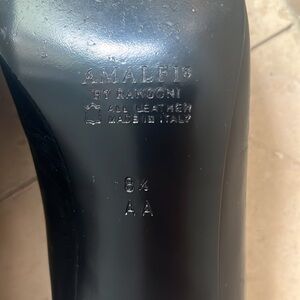 AMALFI®
BY RANGONI
ALL LEATHER
MADE IN ITALY
8½
AA